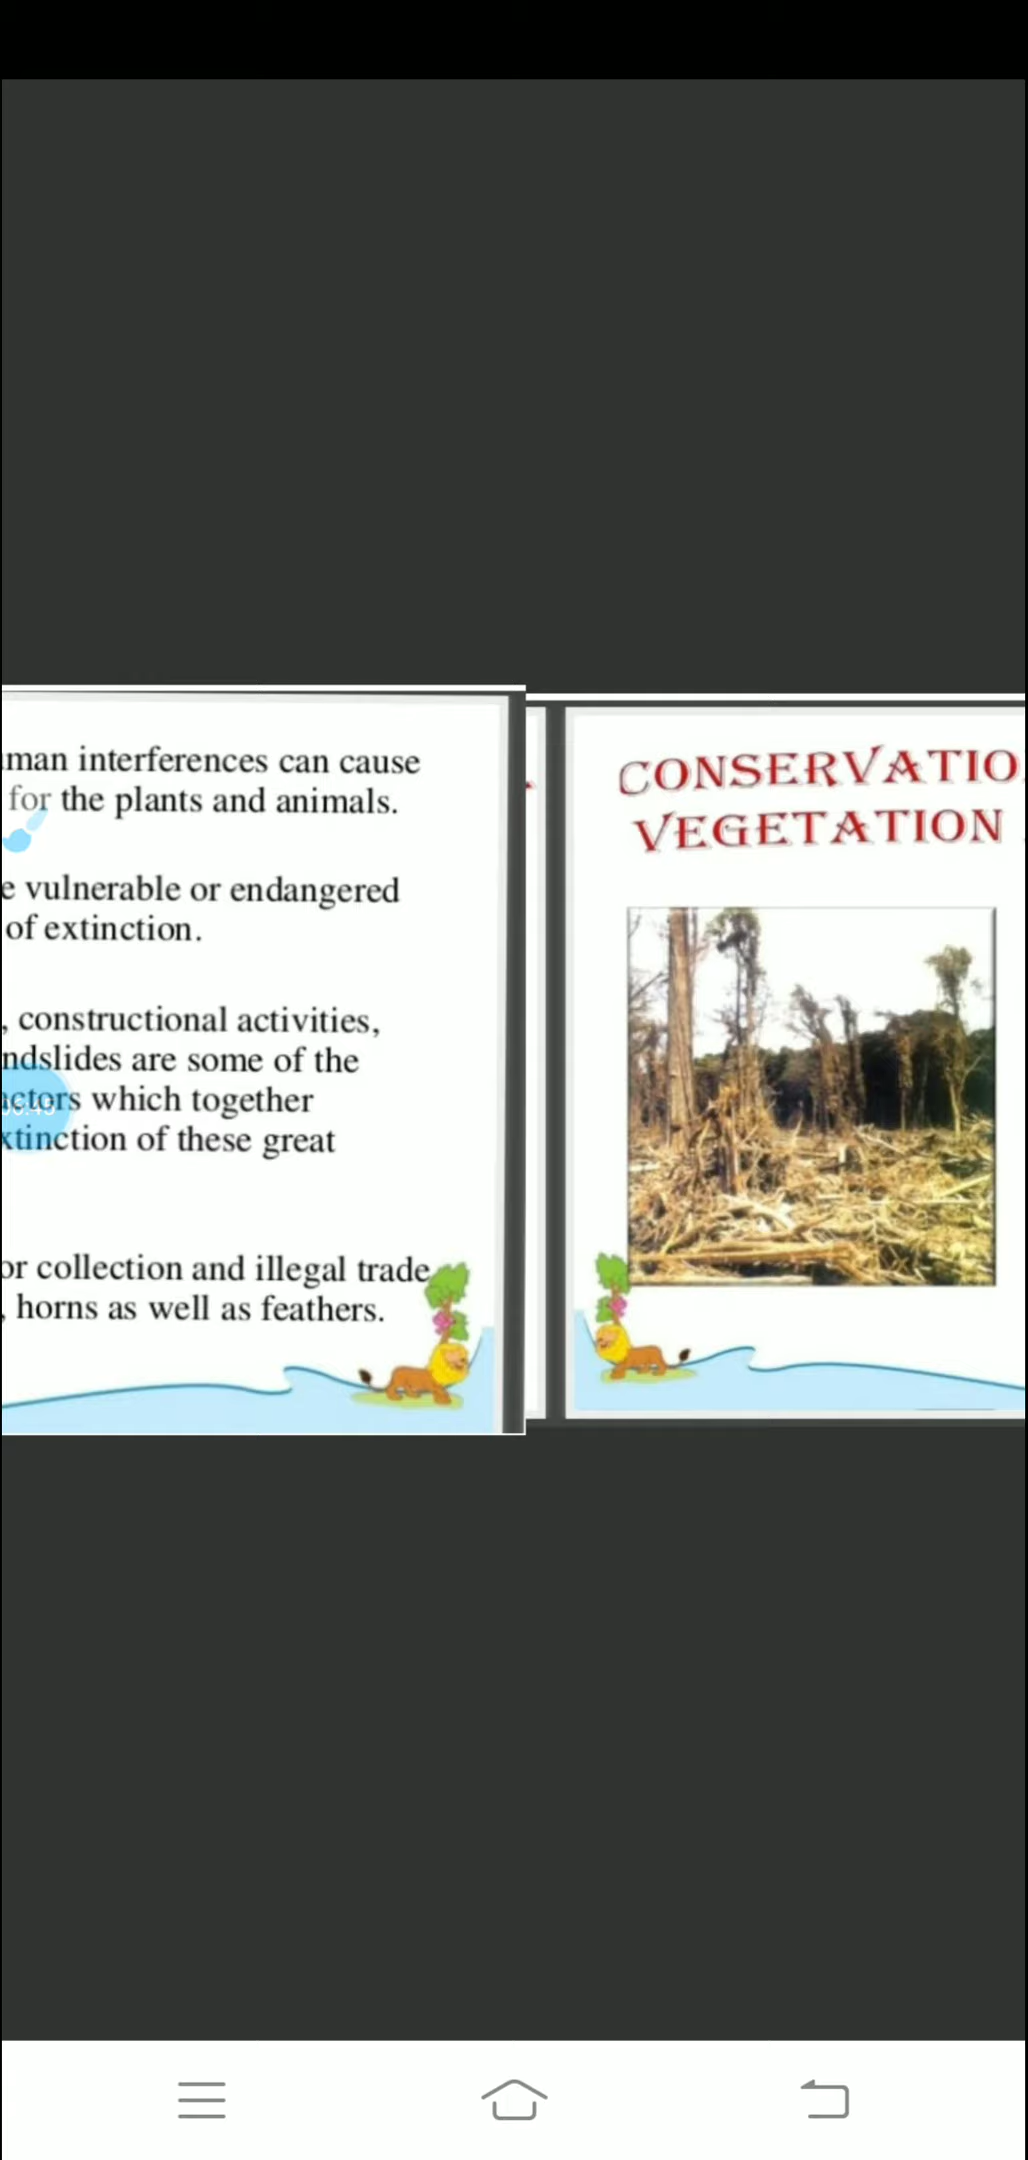 man interferences can cause
for the plants and animals.
e vulnerable or endangered
of extinction.
, constructional activities,
ndslides are some of the
actors which together
xtinction of these great
or collection and illegal trade
, horns as well as feathers.
CONSERVATIO
VEGETATION